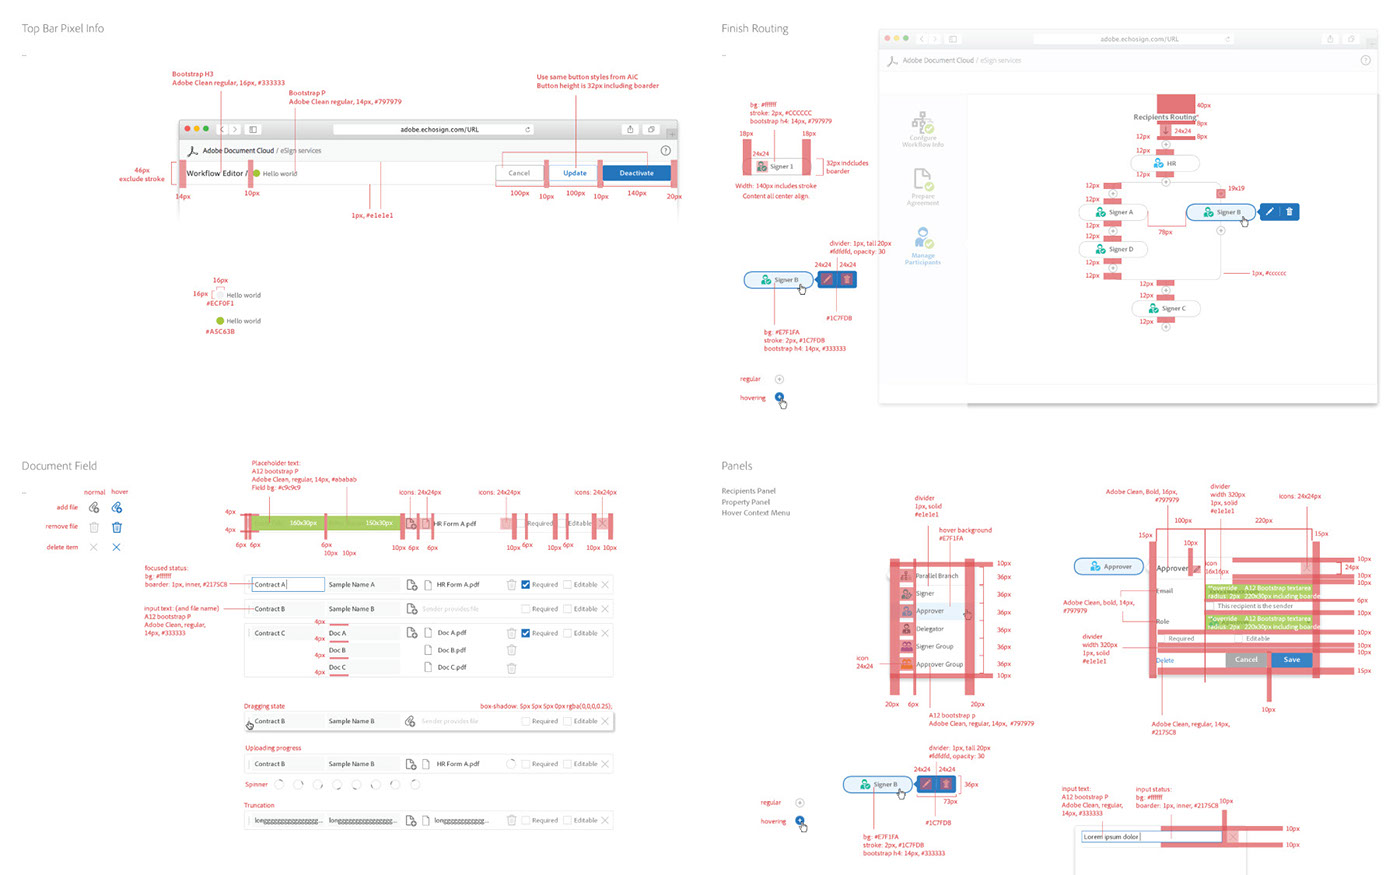 Top Bar Pixel Info
Bootstrap H3
Adobe Clean regular, 16px, #333333
Bootstrap P
Adobe Clean regular, 14px, #797979
Use same button styles from AIC
Button height is 32px including boarder
adobe.echosign.com/URL
Adobe Document Cloud / eSign services
46px
exclude stroke
Workflow Editor /
Hello world
Cancel
Update
Deactivate
14px
10px
100px
10px
100px
10px
140px
20px
1px, #e1e1e1
16px
16px
Hello world
#ECF0F1
Hello world
#A5C63B
Finish Routing
adobe.echosign.com/URL
Adobe Document Cloud / eSign services
bg: #ffffff
stroke: 2px, #CCCCCC
bootstrap h4: 14px, #797979
18px
18px
24x24
Signer 1
32px indcludes
boarder
Width: 140px includes stroke
Content all center align.
divider: 1px, tall 20px
#fdfdfd, opacity: 30
24x24
24x24
Signer B
#1C7FDB
bg: #E7F1FA
stroke: 2px, #1C7FDB
bootstrap h4: 14px, #333333
regular
hovering
Configure
Workflow Info
Prepare
Agreement
Manage
Participants
40px
Recipients Routing*
8px
24x24
12px
8px
12px
HR
12px
12px
19x19
12px
Signer A
Signer B
12px
78px
12px
Signer D
12px
1px, #cccccc
12px
12px
Signer C
12px
Document Field
normal
hover
add file
remove file
delete item
Placeholder text:
A12 bootstrap P
Adobe Clean, regular, 14px, #ababab
Field bg: #c9c9c9
icons: 24x24px
icons: 24x24px
icons: 24x24px
4px
4px
160x30px
150x30px
HR Form A.pdf
Required
Editable
6px
6px
6px
10px
10px
10px
6px
6px
10px
6px
10px
6px
10px
10px
focused status:
bg: #ffffff
boarder: 1px, inner, #2175C8
Contract A
Sample Name A
HR Form A.pdf
Required
Editable
input text: (and file name)
A12 bootstrap P
Adobe Clean, regular,
14px, #333333
Contract B
Sample Name B
Sender provides file
Required
Editable
4px
Contract C
Doc A
Doc A.pdf
Required
Editable
4px
Doc B
Doc B.pdf
4px
Doc C
Doc C.pdf
4px
Dragging state
box-shadow: 5px 5px 5px 0px rgba(0,0,0,0.25);
Contract B
Sample Name B
Sender provides file
Required
Editable
Uploading progress
Contract B
Sample Name B
HR Form A.pdf
Required
Editable
Spinner
Truncation
Required
Editable
Panels
Recipients Panel
Property Panel
Hover Context Menu
divider
1px, solid
#e1e1e1
hover background
#E7F1FA
10px
Parallel Branch
36px
Signer
36px
Approver
36px
Delegator
36px
Signer Group
36px
Approver Group
36px
icon
24x24
10px
20px
6px
20px
A12 bootstrap p
Adobe Clean, regular, 14px, #797979
Adobe Clean, Bold, 16px,
#797979
divider
width 320px
1px, solid
#e1e1e1
icons: 24x24px
100px
220px
15px
15px
10px
Approver
Approver
icon
16x16px
10px
24px
10px
10px
Email
*override
A12 Bootstrap textarea
radius: 2px
220x30px including boarder
6px
This recipient is the sender
10px
Adobe Clean, bold, 14px,
#797979
Role
*override
A12 Bootstrap textarea
radius: 2px
220x30px including boarder
10px
Required
Editable
10px
divider
width 320px
1px, solid
#e1e1e1
Delete
Cancel
Save
10px
15px
10px
Adobe Clean, regular, 14px,
#2175C8
divider: 1px, tall 20px
#fdfdfd, opacity: 30
24x24
24x24
Signer B
36px
73px
#1C7FDB
regular
hovering
bg: #E7F1FA
stroke: 2px, #1C7FDB
bootstrap h4: 14px, #333333
input text:
A12 bootstrap P
Adobe Clean, regular,
14px, #333333
input status:
bg: #ffffff
boarder: 1px, inner, #2175C8
10px
Lorem ipsum dolor
10px
10px